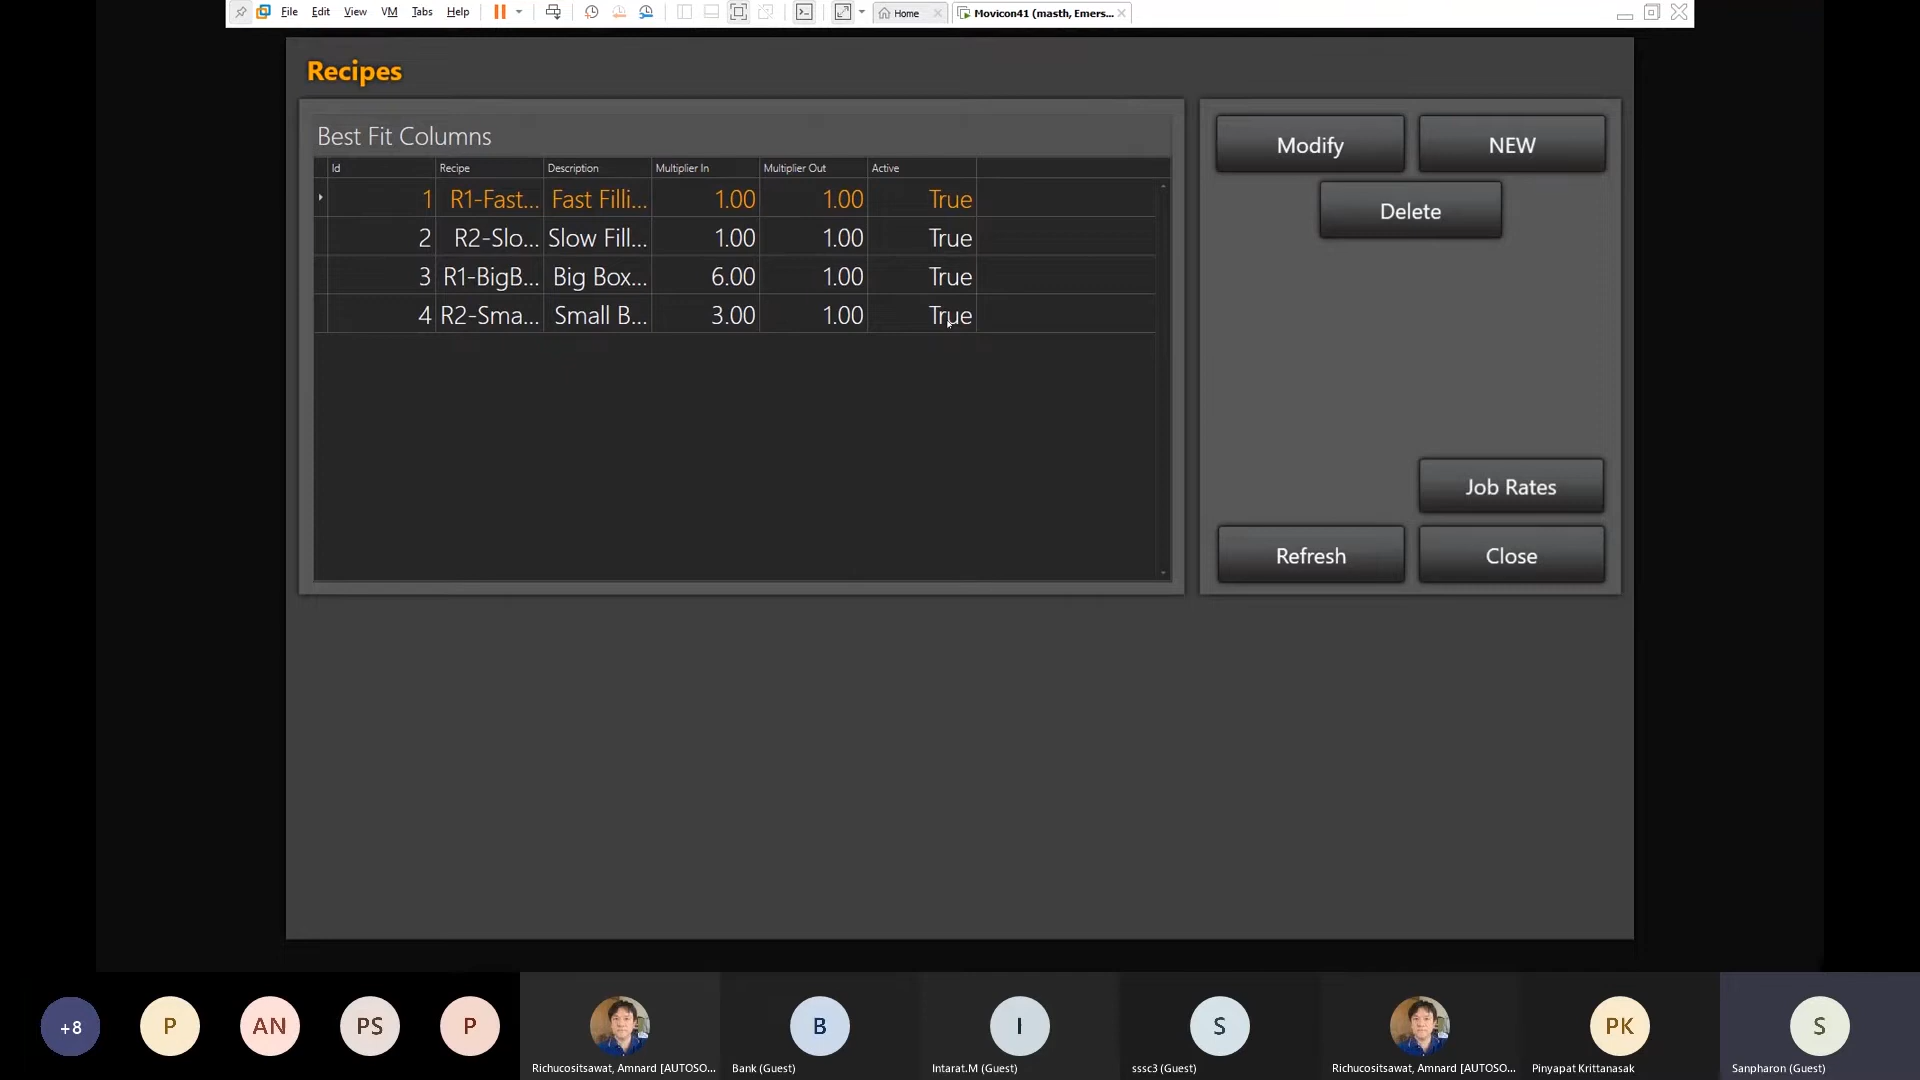 File Edit View VM Tabs Help Home Movicon41 (masth, Emers...
Recipes
Best Fit Columns
Id Recipe Description Multiplier In Multiplier Out Active
1 R1-Fast... Fast Filli... 1.00 1.00 True
2 R2-Slo... Slow Fill... 1.00 1.00 True
3 R1-BigB... Big Box... 6.00 1.00 True
4 R2-Sma... Small B... 3.00 1.00 True
Modify NEW
Delete
Job Rates
Refresh Close
+8 P AN PS P B I S PK S
Richucositsawat, Amnard [AUTOSO... Bank (Guest) Intarat.M (Guest) sssc3 (Guest) Richucositsawat, Amnard [AUTOSO... Pinyapat Krittanasak Sanpharon (Guest)